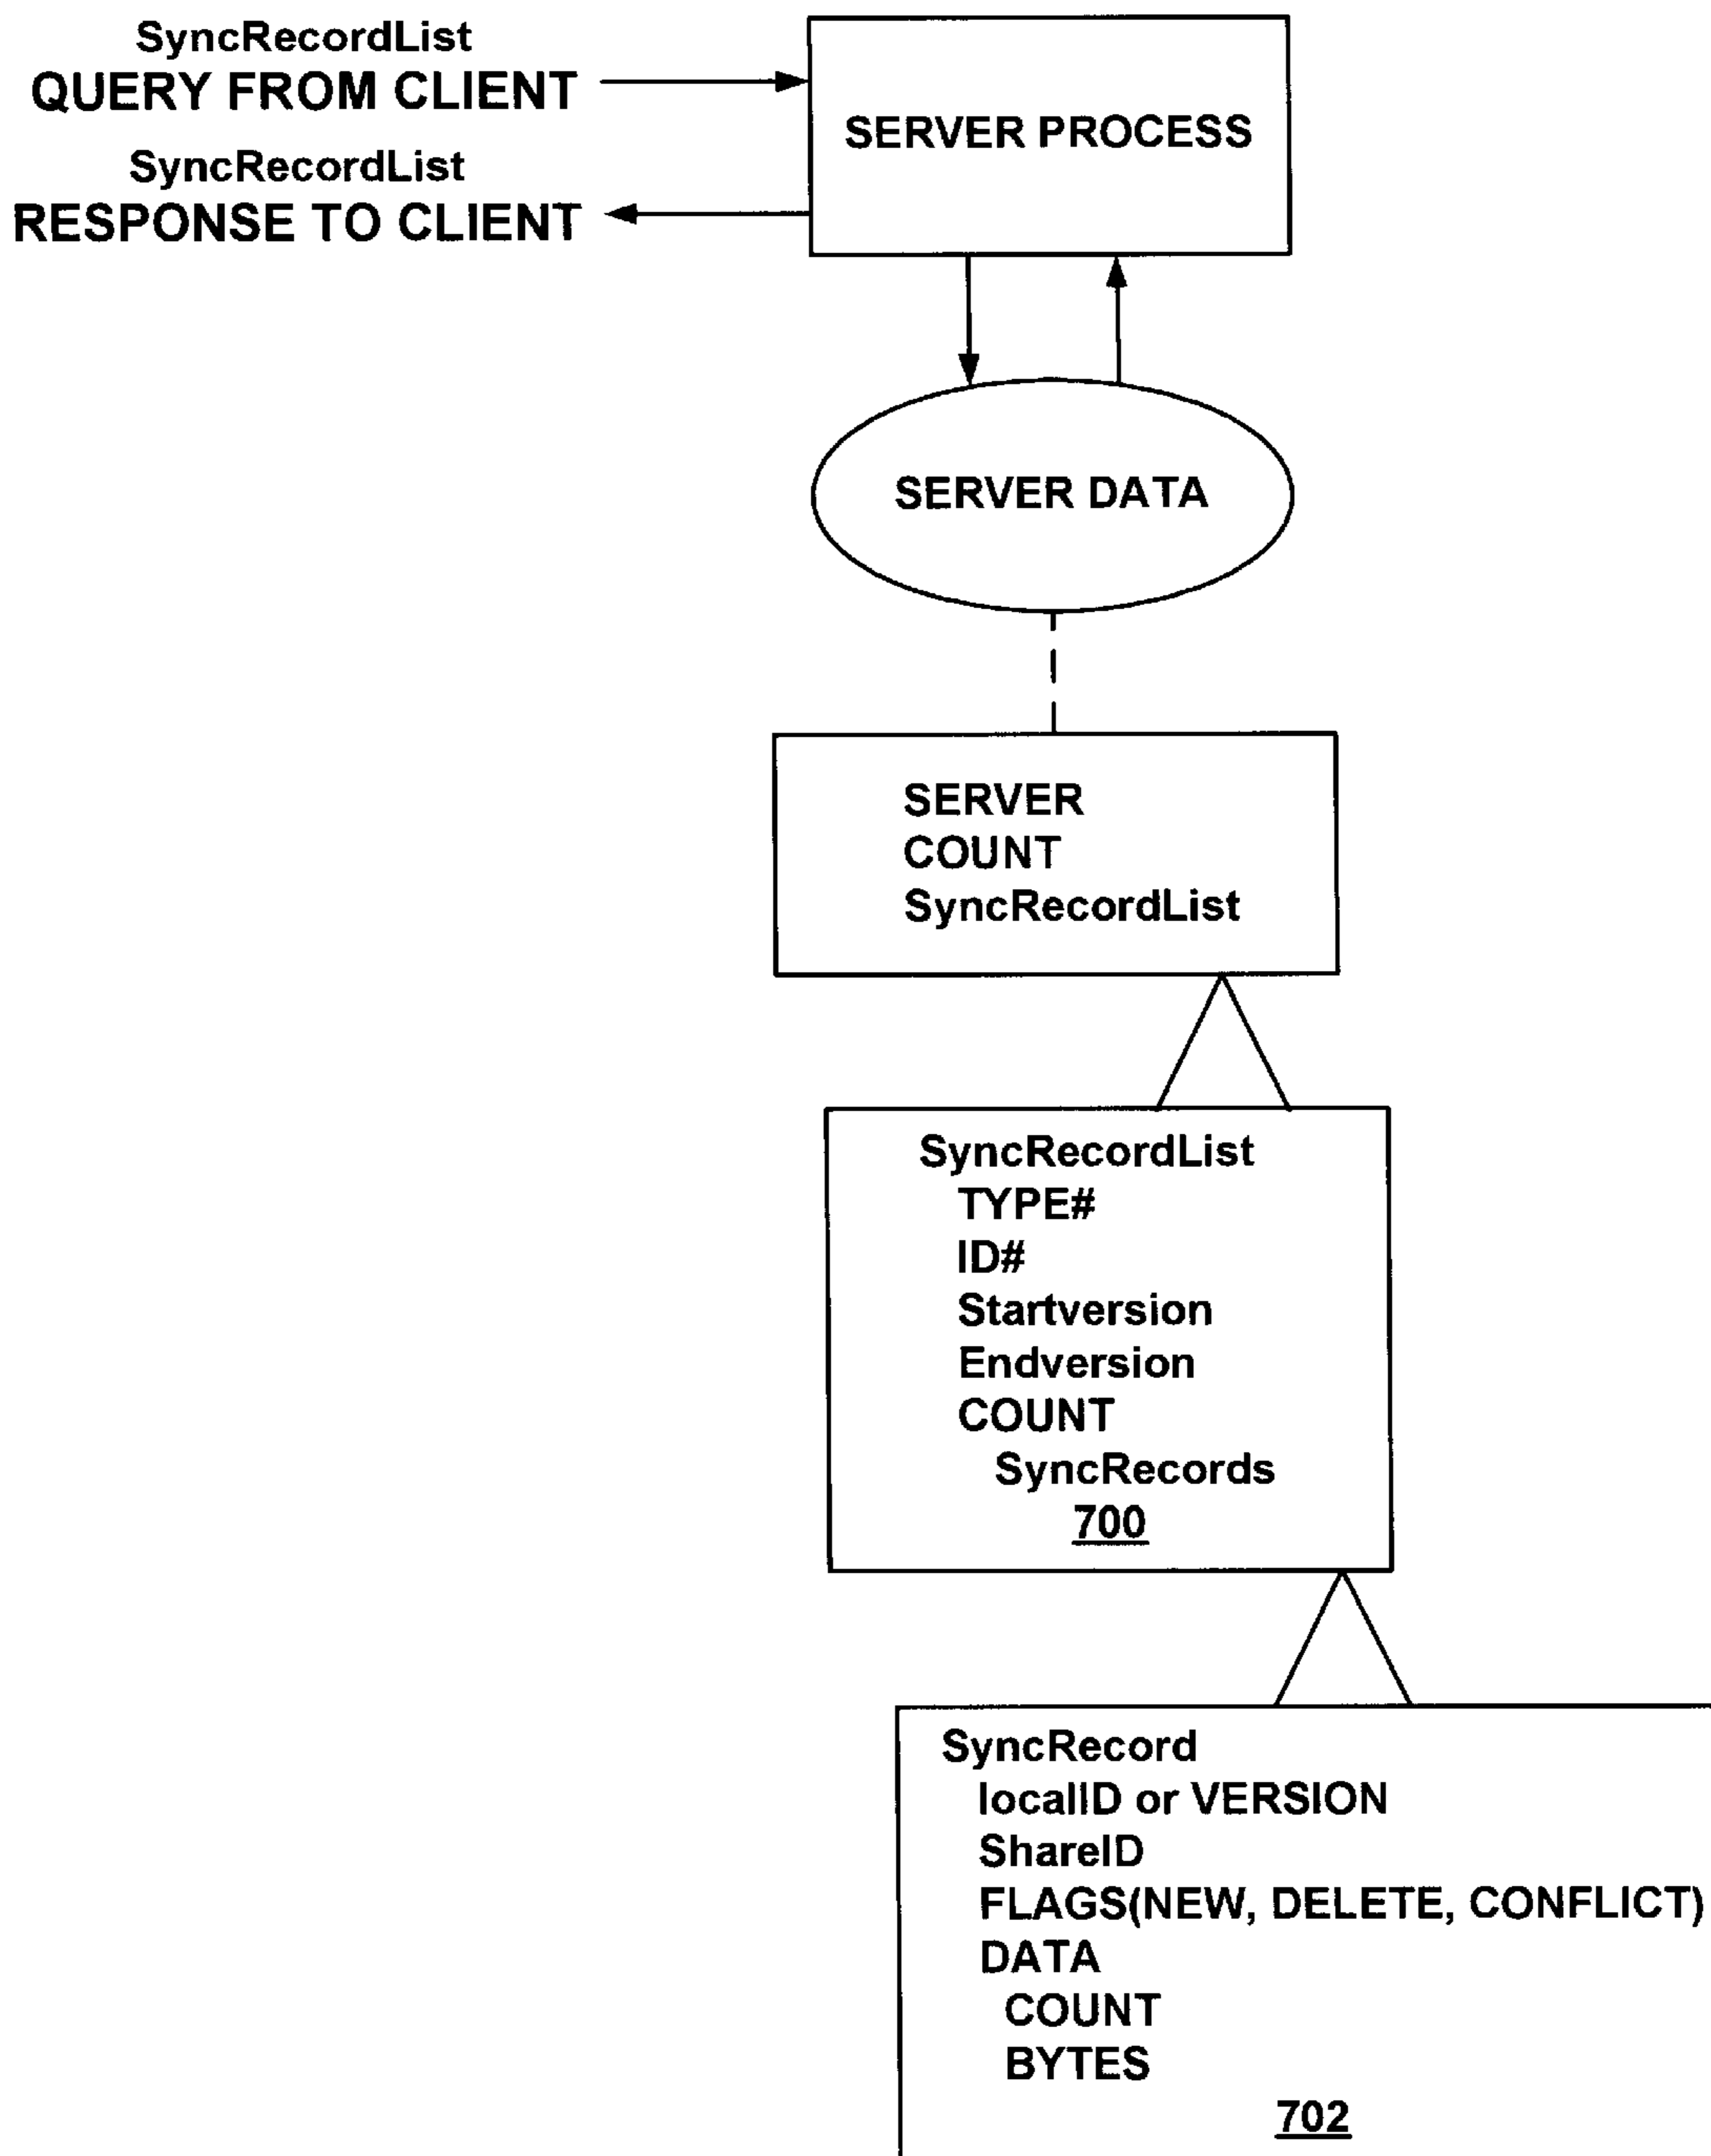 SyncRecordList
QUERY FROM CLIENT
SyncRecordList
RESPONSE TO CLIENT
SERVER PROCESS
SERVER DATA
SERVER
COUNT
SyncRecordList
SyncRecordList
TYPE#
ID#
Startversion
Endversion
COUNT
SyncRecords
700
SyncRecord
localID or VERSION
ShareID
FLAGS(NEW, DELETE, CONFLICT)
DATA
COUNT
BYTES
702